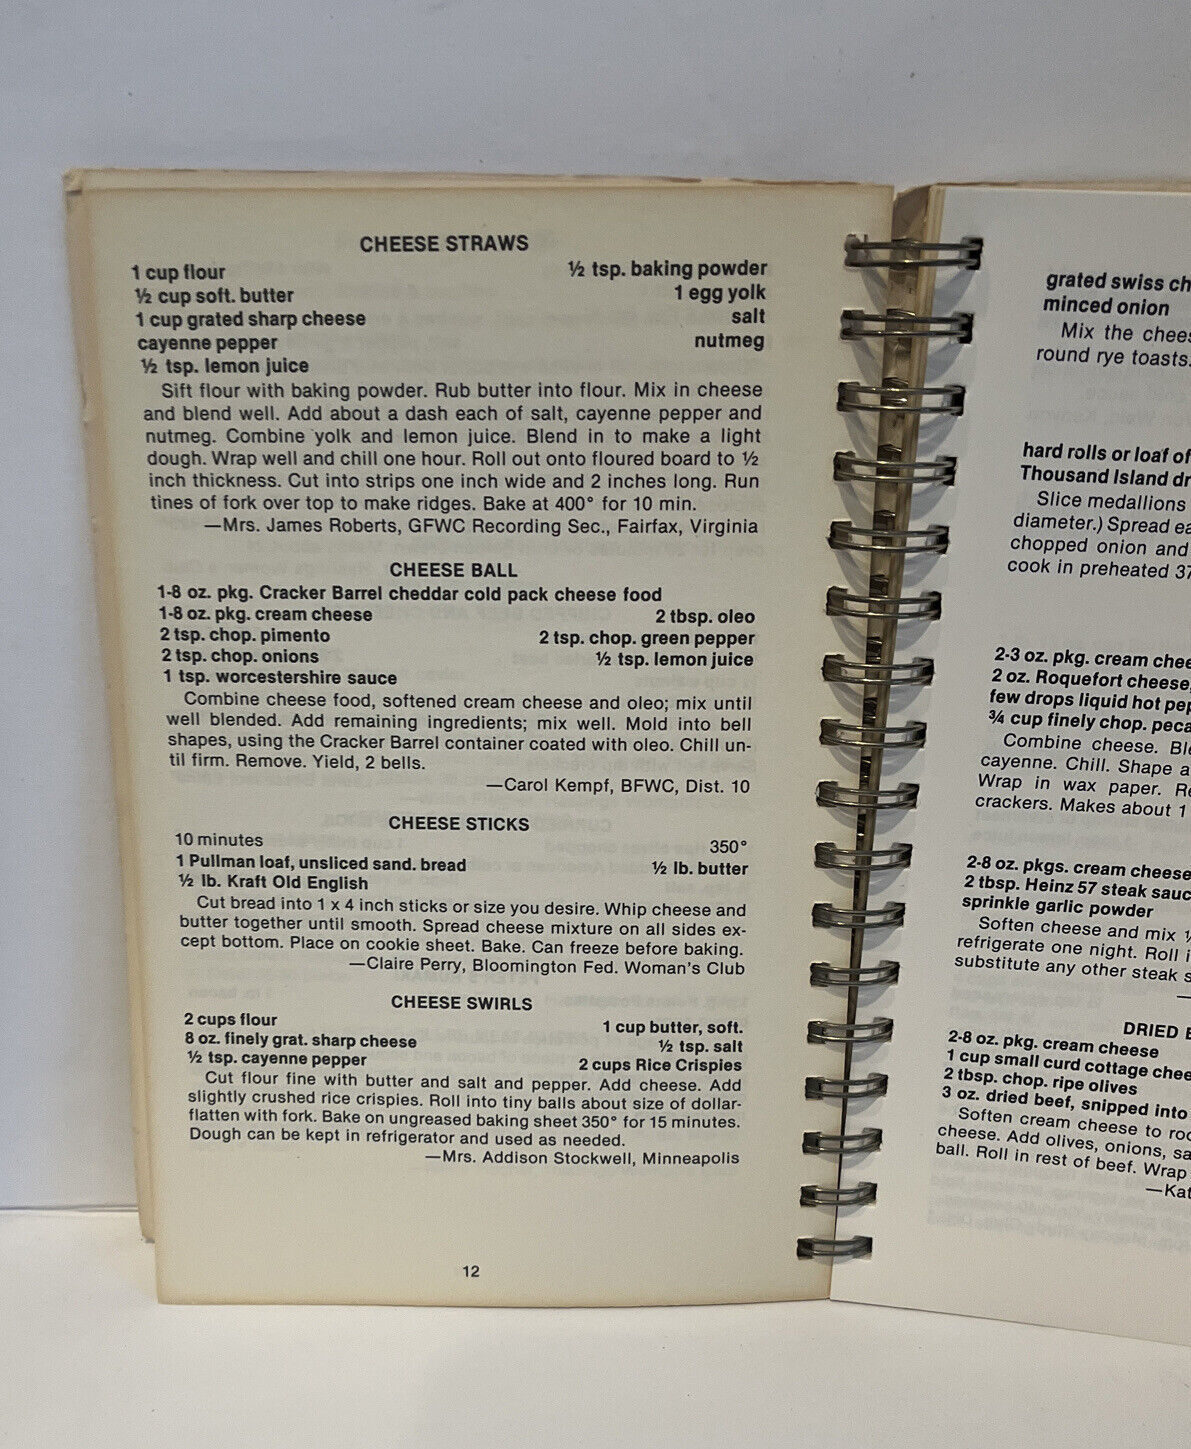 CHEESE STRAWS
1 cup flour ½ tsp. baking powder
½ cup soft. butter 1 egg yolk
1 cup grated sharp cheese salt
cayenne pepper nutmeg
½ tsp. lemon juice
Sift flour with baking powder. Rub butter into flour. Mix in cheese
and blend well. Add about a dash each of salt, cayenne pepper and
nutmeg. Combine yolk and lemon juice. Blend in to make a light
dough. Wrap well and chill one hour. Roll out onto floured board to ½
inch thickness. Cut into strips one inch wide and 2 inches long. Run
tines of fork over top to make ridges. Bake at 400° for 10 min.
—Mrs. James Roberts, GFWC Recording Sec., Fairfax, Virginia
CHEESE BALL
1-8 oz. pkg. Cracker Barrel cheddar cold pack cheese food
1-8 oz. pkg. cream cheese 2 tbsp. oleo
2 tsp. chop. pimento 2 tsp. chop. green pepper
2 tsp. chop. onions ½ tsp. lemon juice
1 tsp. worcestershire sauce
Combine cheese food, softened cream cheese and oleo; mix until
well blended. Add remaining ingredients; mix well. Mold into bell
shapes, using the Cracker Barrel container coated with oleo. Chill un-
til firm. Remove. Yield, 2 bells.
—Carol Kempf, BFWC, Dist. 10
CHEESE STICKS
10 minutes 350°
1 Pullman loaf, unsliced sand. bread ½ lb. butter
½ lb. Kraft Old English
Cut bread into 1 x 4 inch sticks or size you desire. Whip cheese and
butter together until smooth. Spread cheese mixture on all sides ex-
cept bottom. Place on cookie sheet. Bake. Can freeze before baking.
—Claire Perry, Bloomington Fed. Woman's Club
CHEESE SWIRLS
2 cups flour 1 cup butter, soft.
8 oz. finely grat. sharp cheese ½ tsp. salt
½ tsp. cayenne pepper 2 cups Rice Crispies
Cut flour fine with butter and salt and pepper. Add cheese. Add
slightly crushed rice crispies. Roll into tiny balls about size of dollar-
flatten with fork. Bake on ungreased baking sheet 350° for 15 minutes.
Dough can be kept in refrigerator and used as needed.
—Mrs. Addison Stockwell, Minneapolis
12
grated swiss ch
minced onion
Mix the chees
round rye toasts.
hard rolls or loaf of
Thousand Island dr
Slice medallions
diameter.) Spread ea
chopped onion and
cook in preheated 37
2-3 oz. pkg. cream chee
2 oz. Roquefort cheese,
few drops liquid hot pep
¾ cup finely chop. peca
Combine cheese. Ble
cayenne. Chill. Shape a
Wrap in wax paper. Re
crackers. Makes about 1
2-8 oz. pkgs. cream cheese
2 tbsp. Heinz 57 steak sauc
sprinkle garlic powder
Soften cheese and mix
refrigerate one night. Roll i
substitute any other steak s
—
DRIED B
2-8 oz. pkg. cream cheese
1 cup small curd cottage chee
2 tbsp. chop. ripe olives
3 oz. dried beef, snipped into
Soften cream cheese to roo
cheese. Add olives, onions, sa
ball. Roll in rest of beef. Wrap
—Kat